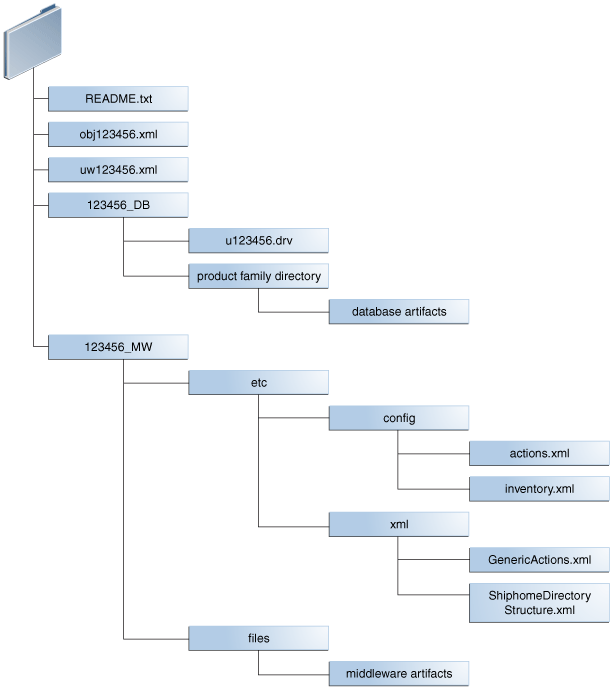 README.txt
obj123456.xml
uw123456.xml
123456_DB
u123456.drv
product family directory
database artifacts
123456_MW
etc
config
actions.xml
inventory.xml
xml
GenericActions.xml
ShiphomeDirectory
Structure.xml
files
middleware artifacts